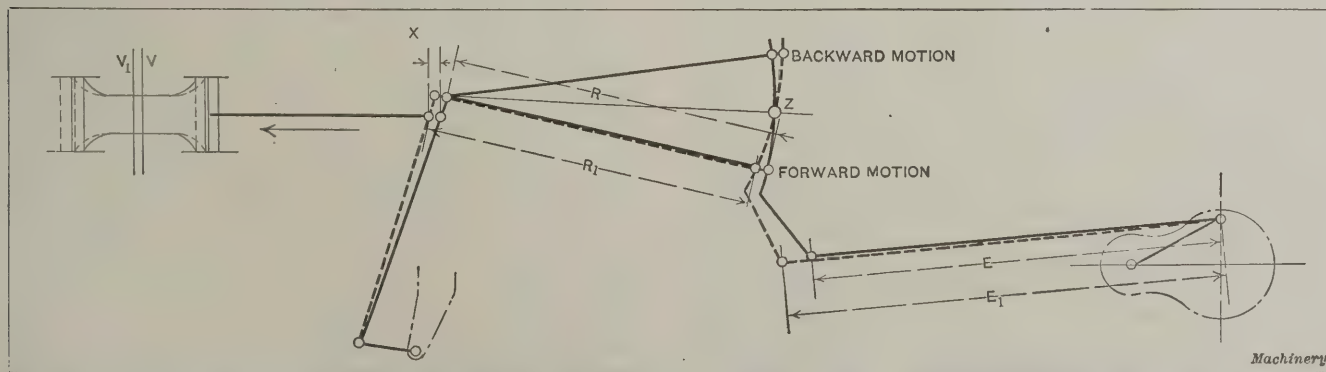 X
V₁ V
BACKWARD MOTION
R
Z
R₁
FORWARD MOTION
E
E₁
Machinery